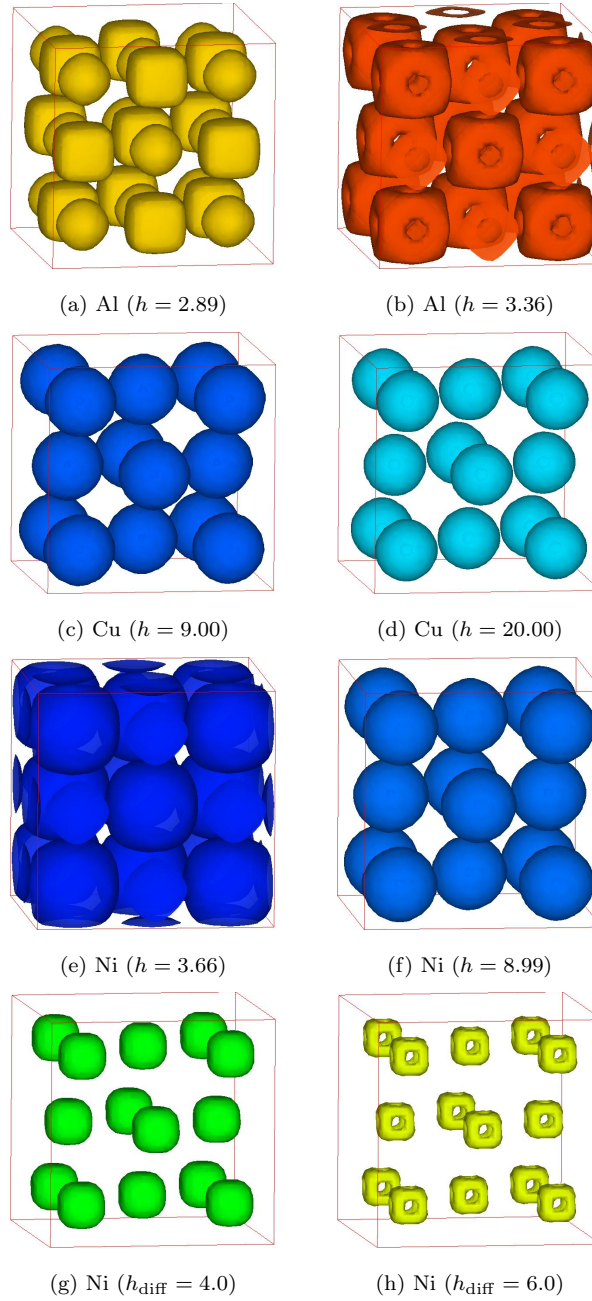 (a) Al (h = 2.89)
(b) Al (h = 3.36)
(c) Cu (h = 9.00)
(d) Cu (h = 20.00)
(e) Ni (h = 3.66)
(f) Ni (h = 8.99)
(g) Ni (h_diff = 4.0)
(h) Ni (h_diff = 6.0)